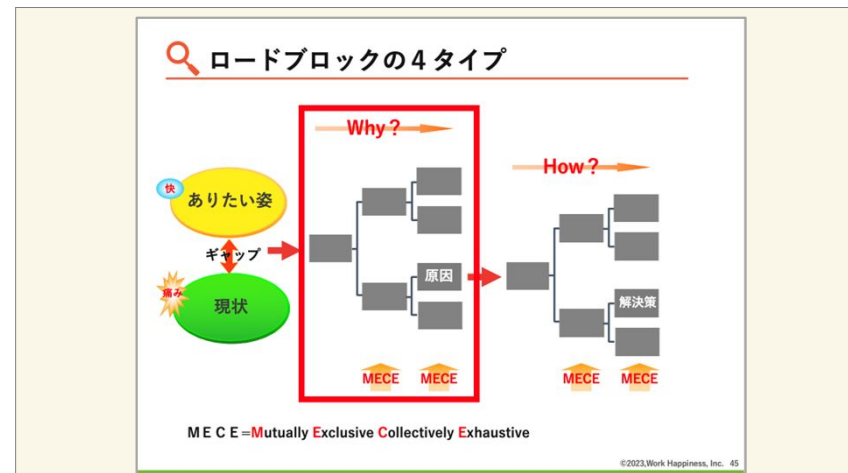 ロードブロックの4タイプ
Why?
How?
快
ありたい姿
ギャップ
痛み
現状
原因
解決策
MECE MECE
MECE MECE
MECE=Mutually Exclusive Collectively Exhaustive
©2023,Work Happiness, Inc. 45